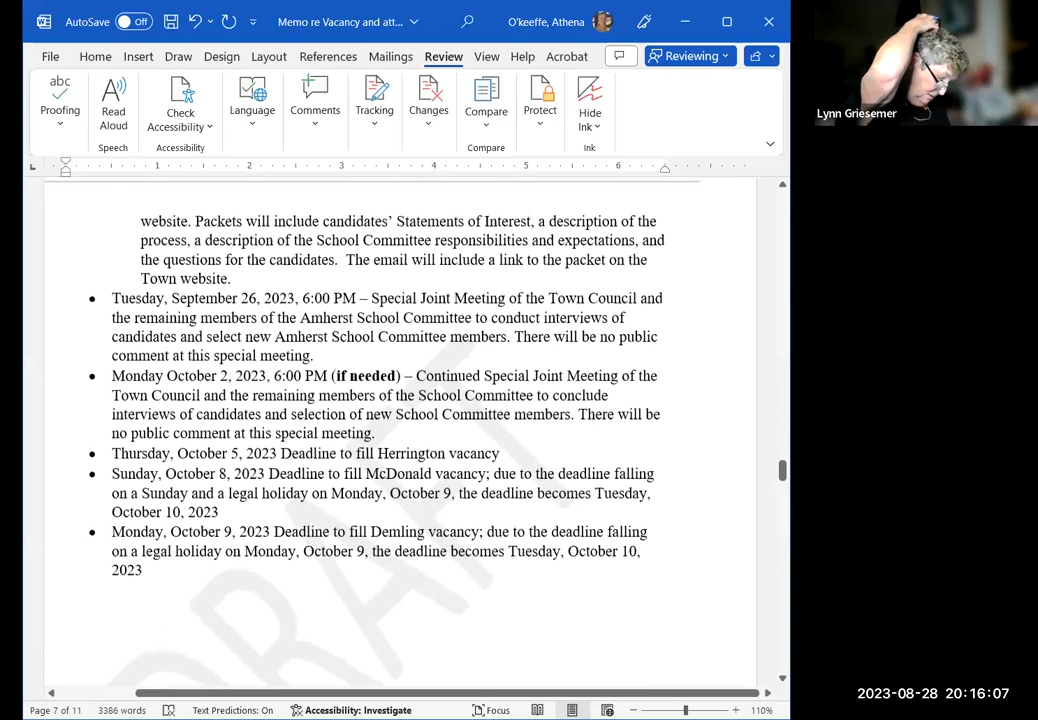 AutoSave Off Memo re Vacancy and att... O'keeffe, Athena
File Home Insert Draw Design Layout References Mailings Review View Help Acrobat Reviewing
Proofing Read Aloud Check Accessibility Language Comments Tracking Changes Compare Protect Hide Ink
Speech Accessibility Compare Ink
1 2 3 4 5 6
website. Packets will include candidates’ Statements of Interest, a description of the
process, a description of the School Committee responsibilities and expectations, and
the questions for the candidates. The email will include a link to the packet on the
Town website.
• Tuesday, September 26, 2023, 6:00 PM – Special Joint Meeting of the Town Council and
the remaining members of the Amherst School Committee to conduct interviews of
candidates and select new Amherst School Committee members. There will be no public
comment at this special meeting.
• Monday October 2, 2023, 6:00 PM (if needed) – Continued Special Joint Meeting of the
Town Council and the remaining members of the School Committee to conclude
interviews of candidates and selection of new School Committee members. There will be
no public comment at this special meeting.
• Thursday, October 5, 2023 Deadline to fill Herrington vacancy
• Sunday, October 8, 2023 Deadline to fill McDonald vacancy; due to the deadline falling
on a Sunday and a legal holiday on Monday, October 9, the deadline becomes Tuesday,
October 10, 2023
• Monday, October 9, 2023 Deadline to fill Demling vacancy; due to the deadline falling
on a legal holiday on Monday, October 9, the deadline becomes Tuesday, October 10,
2023
DRAFT
Page 7 of 11 3386 words Text Predictions: On Accessibility: Investigate Focus 110%
Lynn Griesemer
2023-08-28 20:16:07